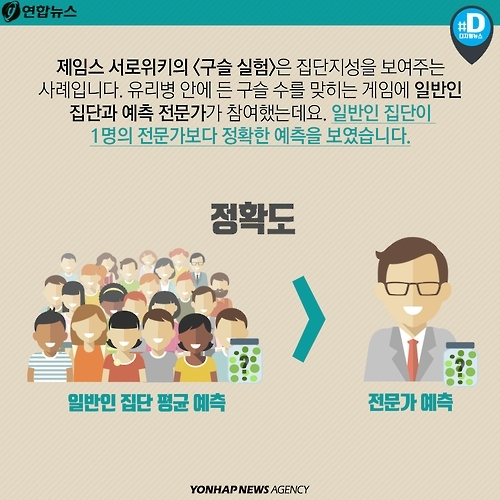 연합뉴스
#D
디지털뉴스
제임스 서로위키의 <구슬 실험>은 집단지성을 보여주는
사례입니다. 유리병 안에 든 구슬 수를 맞히는 게임에 일반인
집단과 예측 전문가가 참여했는데요. 일반인 집단이
1명의 전문가보다 정확한 예측을 보였습니다.
정확도
?
?
일반인 집단 평균 예측
전문가 예측
YONHAP NEWS AGENCY